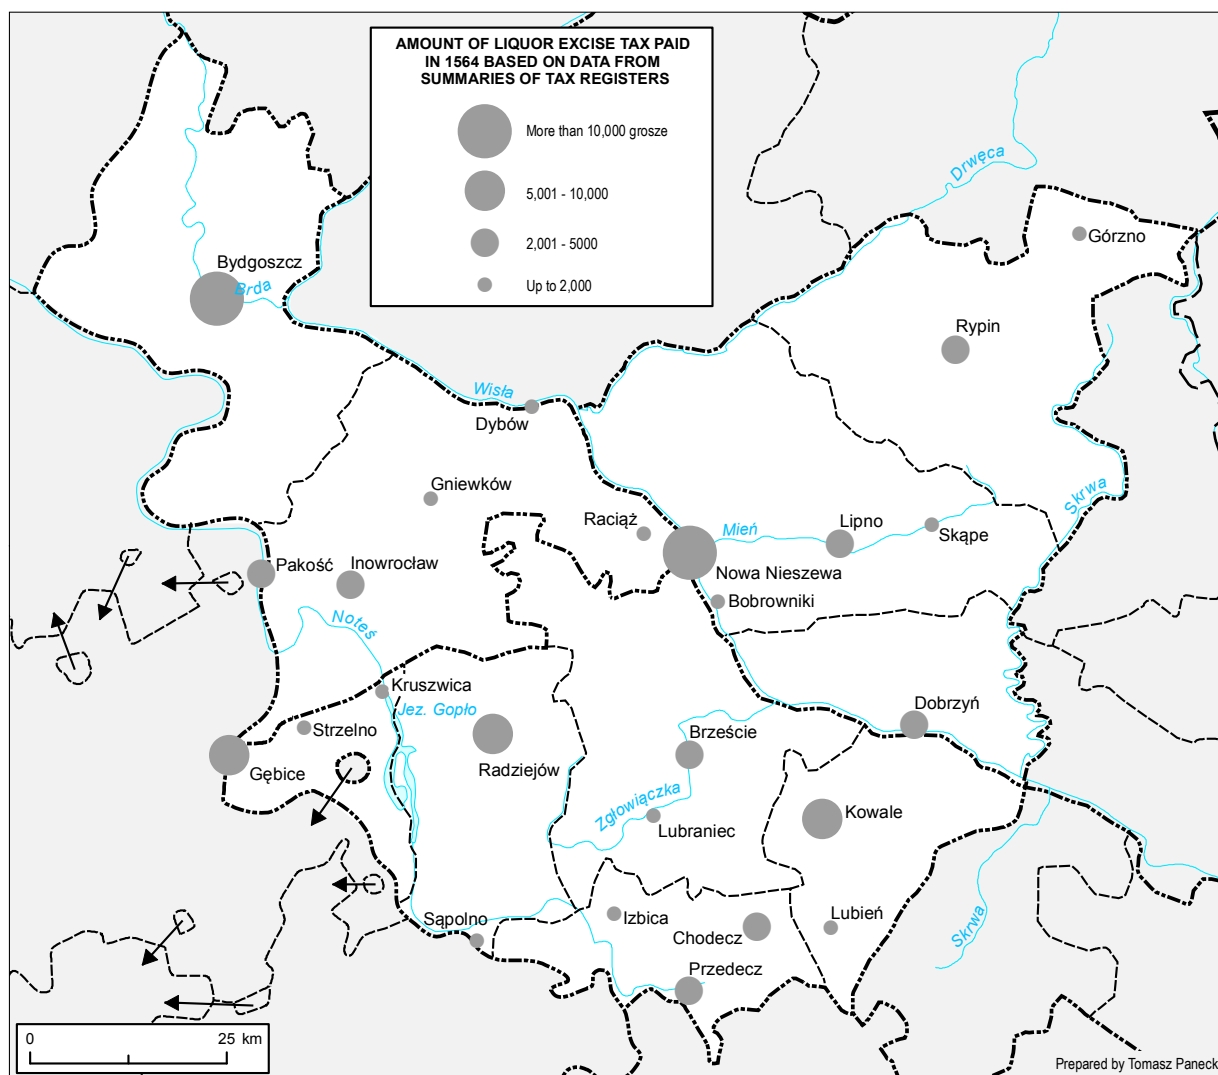 AMOUNT OF LIQUOR EXCISE TAX PAID
IN 1564 BASED ON DATA FROM
SUMMARIES OF TAX REGISTERS
More than 10,000 grosze
5,001 - 10,000
2,001 - 5000
Up to 2,000
Drwęca
Górzno
Bydgoszcz
Brda
Rypin
Wisła
Dybów
Gniewków
Raciąż
Mień
Lipno
Skąpe
Skrwa
Pakość
Inowrocław
Nowa Nieszewa
Bobrowniki
Noteś
Kruszwica
Jez. Gopło
Strzelno
Gębice
Radziejów
Brzeście
Dobrzyń
Zgłowiączka
Lubraniec
Kowale
Sąpolno
Izbica
Chodecz
Lubień
Skrwa
Przedecz
0 25 km
Prepared by Tomasz Panecki